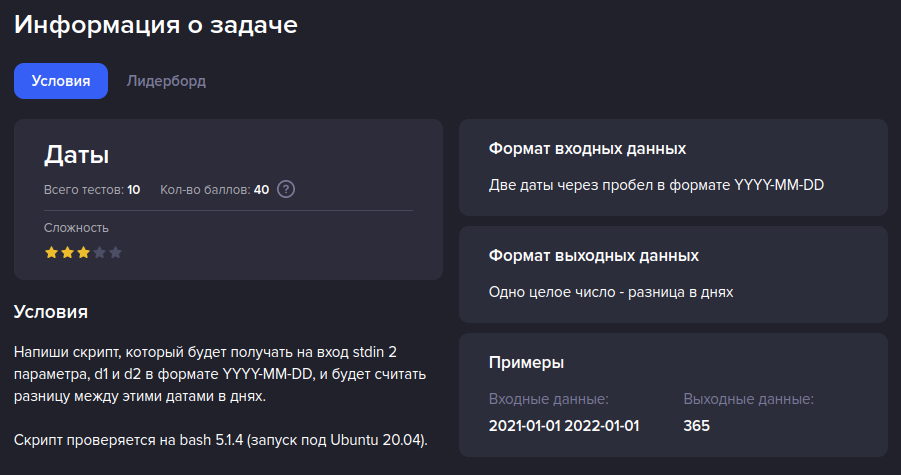 Информация о задаче
Условия
Лидерборд
Даты
Всего тестов: 10 Кол-во баллов: 40 ?
Сложность
Условия
Напиши скрипт, который будет получать на вход stdin 2
параметра, d1 и d2 в формате YYYY-MM-DD, и будет считать
разницу между этими датами в днях.
Скрипт проверяется на bash 5.1.4 (запуск под Ubuntu 20.04).
Формат входных данных
Две даты через пробел в формате YYYY-MM-DD
Формат выходных данных
Одно целое число - разница в днях
Примеры
Входные данные: Выходные данные:
2021-01-01 2022-01-01 365